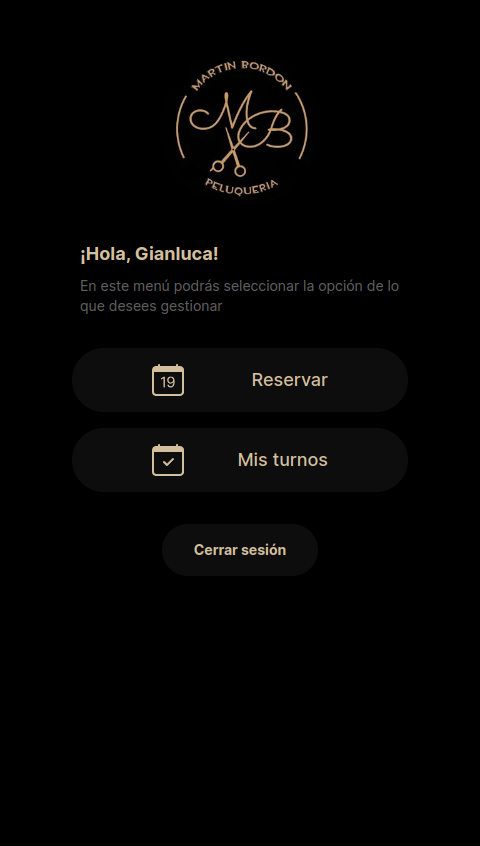 MARTIN BORDON
MB
PELUQUERIA
¡Hola, Gianluca!
En este menú podrás seleccionar la opción de lo
que desees gestionar
19
Reservar
Mis turnos
Cerrar sesión